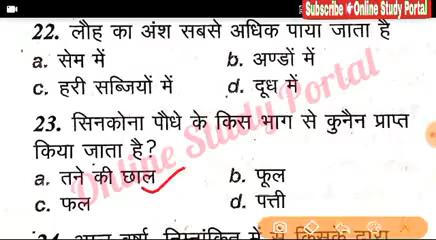 Subscribe Online Study Portal
22. लौह का अंश सबसे अधिक पाया जाता है
a. सेम में b. अण्डों में
c. हरी सब्जियों में d. दूध में
23. सिनकोना पौधे के किस भाग से कुनैन प्राप्त
किया जाता है?
a. तने की छाल b. फूल
c. फल d. पत्ती
Online Study Portal